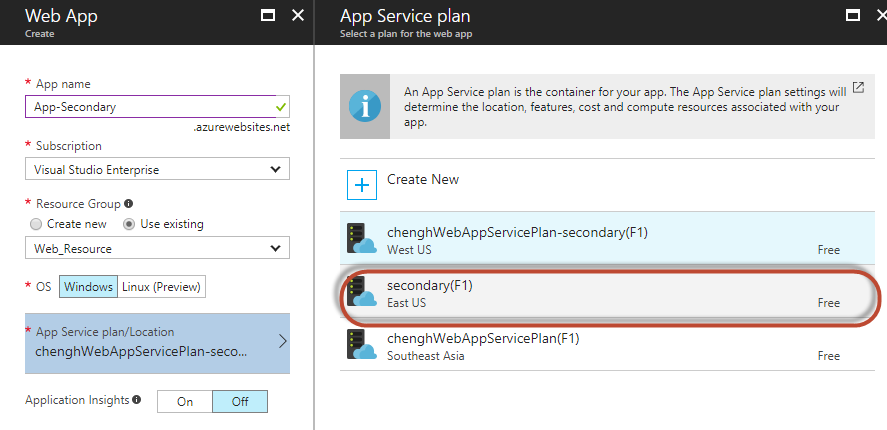 Web App
Create
* App name
App-Secondary
.azurewebsites.net
* Subscription
Visual Studio Enterprise
* Resource Group
Create new
Use existing
Web_Resource
* OS
Windows
Linux (Preview)
* App Service plan/Location
chenghWebAppServicePlan-seco...
Application Insights
On
Off
App Service plan
Select a plan for the web app
An App Service plan is the container for your app. The App Service plan settings will
determine the location, features, cost and compute resources associated with your
app.
Create New
chenghWebAppServicePlan-secondary(F1)
West US
Free
secondary(F1)
East US
Free
chenghWebAppServicePlan(F1)
Southeast Asia
Free